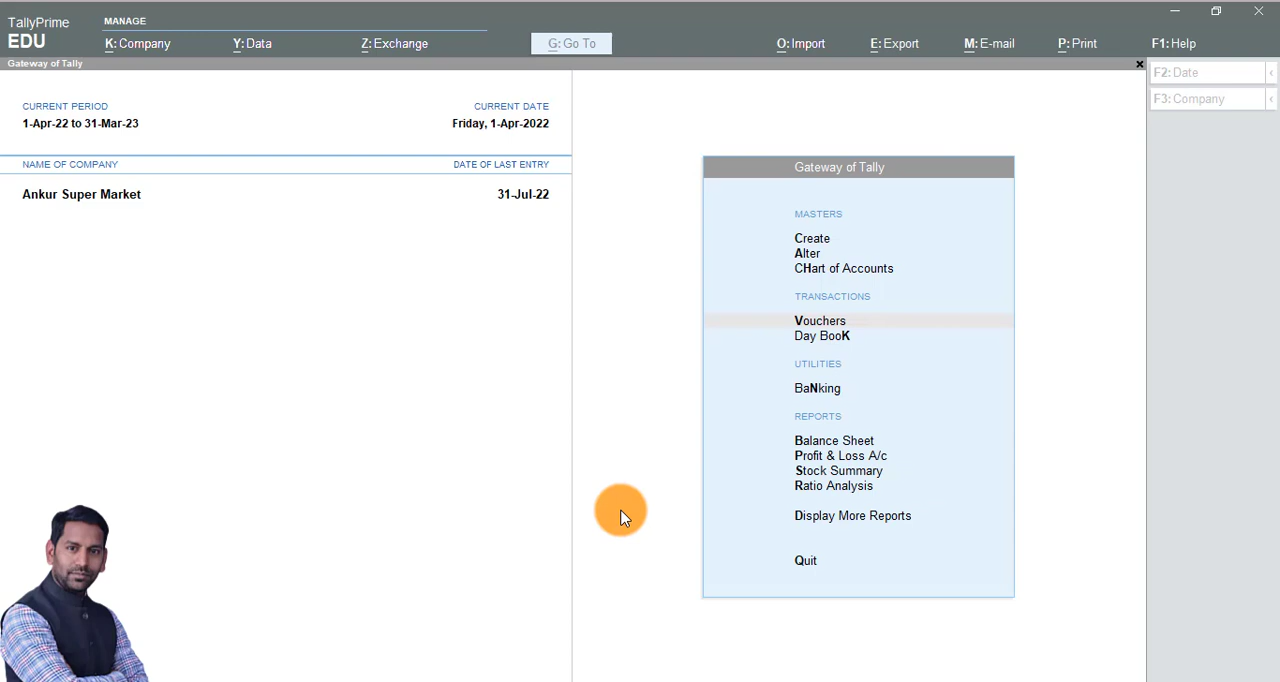 TallyPrime
EDU
MANAGE
K: Company
Y: Data
Z: Exchange
G: Go To
O: Import
E: Export
M: E-mail
P: Print
F1: Help
Gateway of Tally
F2: Date
F3: Company
CURRENT PERIOD
CURRENT DATE
1-Apr-22 to 31-Mar-23
Friday, 1-Apr-2022
NAME OF COMPANY
DATE OF LAST ENTRY
Ankur Super Market
31-Jul-22
Gateway of Tally
MASTERS
Create
Alter
CHart of Accounts
TRANSACTIONS
Vouchers
Day BooK
UTILITIES
BaNking
REPORTS
Balance Sheet
Profit & Loss A/c
Stock Summary
Ratio Analysis
Display More Reports
Quit